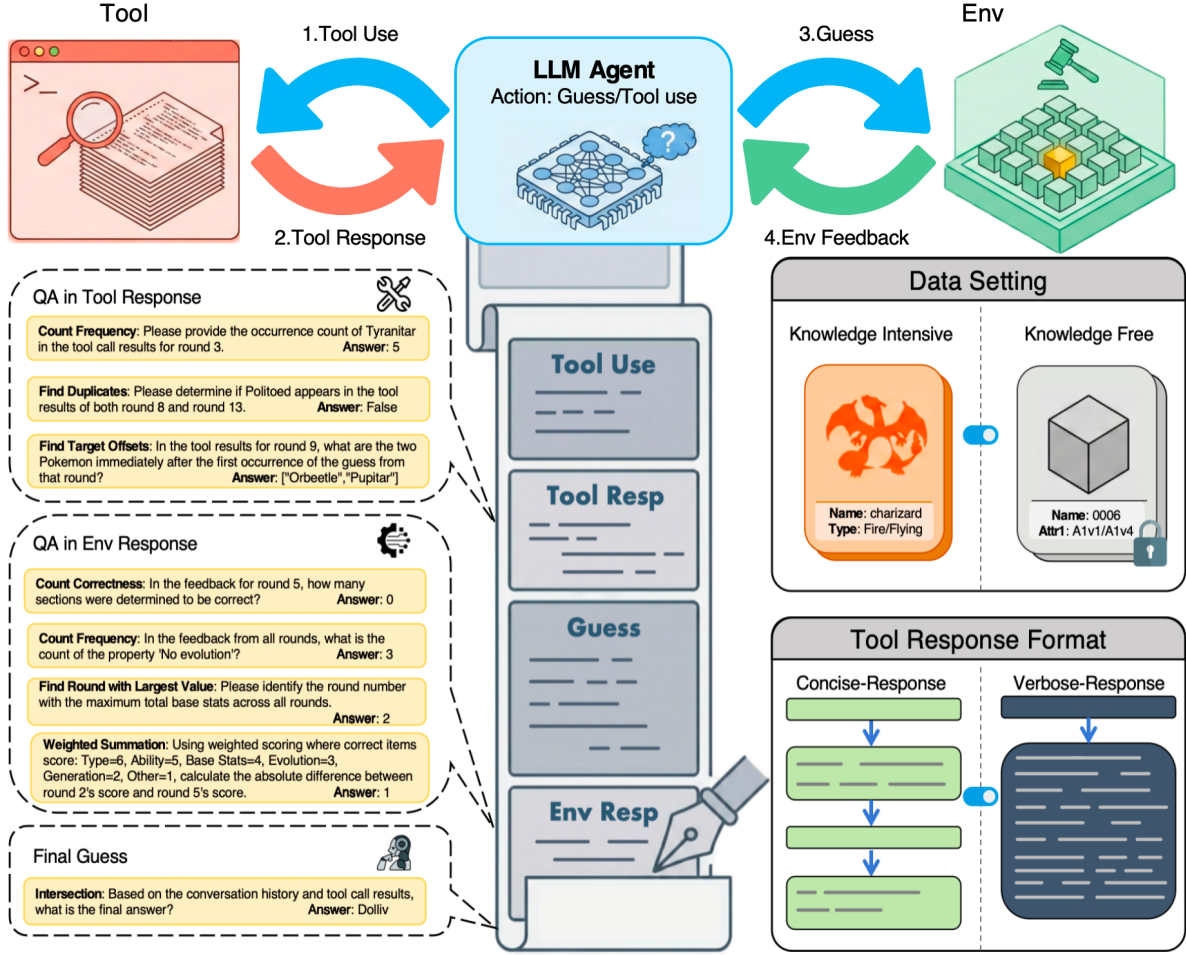 Tool
Env
1.Tool Use
3.Guess
LLM Agent
Action: Guess/Tool use
?
>_
2.Tool Response
4.Env Feedback
QA in Tool Response
Count Frequency: Please provide the occurrence count of Tyranitar
in the tool call results for round 3. Answer: 5
Find Duplicates: Please determine if Politoed appears in the tool
results of both round 8 and round 13. Answer: False
Find Target Offsets: In the tool results for round 9, what are the two
Pokemon immediately after the first occurrence of the guess from
that round? Answer: ["Orbeetle","Pupitar"]
QA in Env Response
Count Correctness: In the feedback for round 5, how many
sections were determined to be correct? Answer: 0
Count Frequency: In the feedback from all rounds, what is the
count of the property 'No evolution'? Answer: 3
Find Round with Largest Value: Please identify the round number
with the maximum total base stats across all rounds.
Answer: 2
Weighted Summation: Using weighted scoring where correct items
score: Type=6, Ability=5, Base Stats=4, Evolution=3,
Generation=2, Other=1, calculate the absolute difference between
round 2's score and round 5's score. Answer: 1
Final Guess
Intersection: Based on the conversation history and tool call results,
what is the final answer? Answer: Dolliv
Tool Use
Tool Resp
Guess
Env Resp
Data Setting
Knowledge Intensive
Knowledge Free
Name: charizard
Type: Fire/Flying
Name: 0006
Attr1: A1v1/A1v4
Tool Response Format
Concise-Response
Verbose-Response